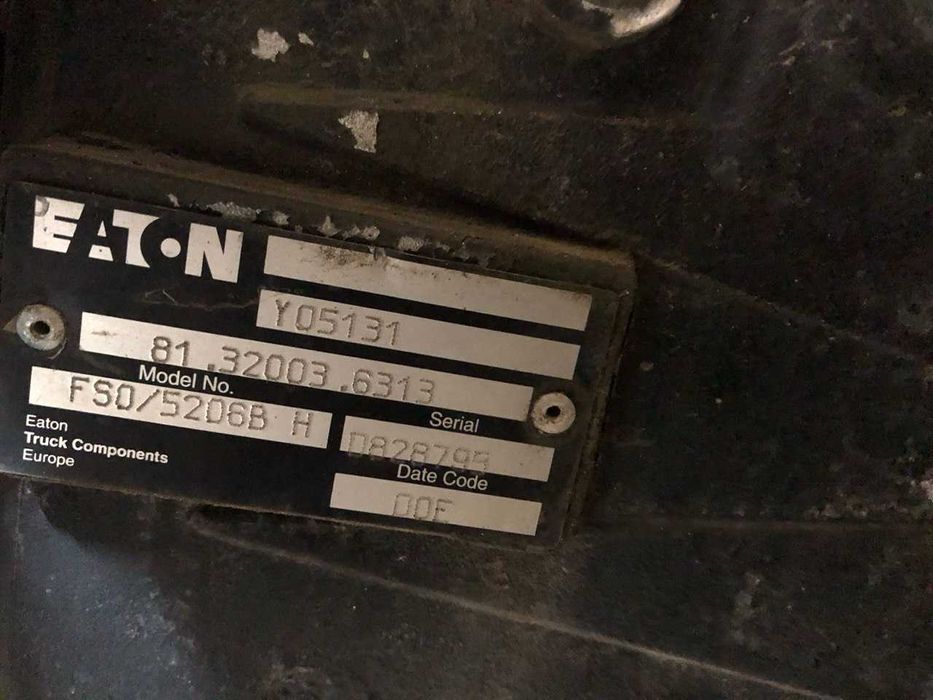 EATON
Y05131
81.32003.6313
Model No.
FSO/5206B H
Serial
Eaton
Truck Components
Europe
D828795
Date Code
00E